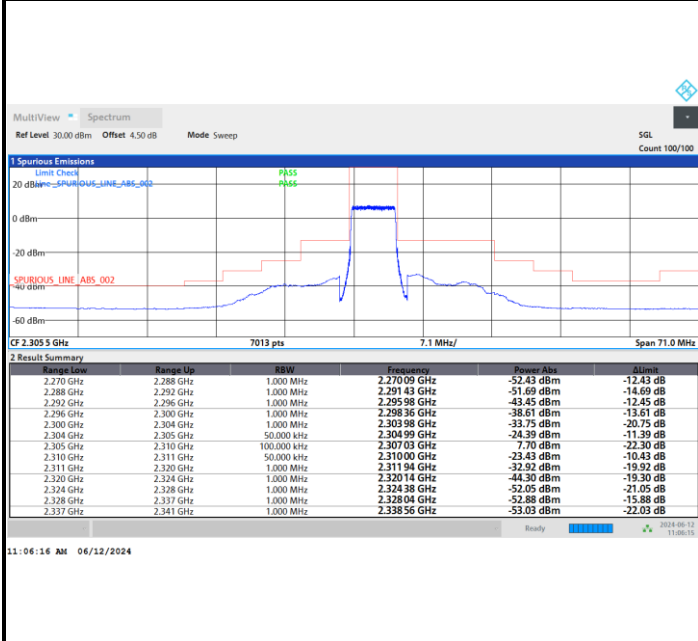 MultiView Spectrum
Ref Level 30.00 dBm Offset 4.50 dB Mode Sweep SGL
Count 100/100
1 Spurious Emissions
Limit Check PASS
Line _SPURIOUS_LINE_ABS_002 PASS
20 dBm
0 dBm
-20 dBm
SPURIOUS_LINE_ABS_002
-40 dBm
-60 dBm
CF 2.305 5 GHz 7013 pts 7.1 MHz/ Span 71.0 MHz
2 Result Summary
Range Low Range Up RBW Frequency Power Abs ΔLimit
2.270 GHz 2.288 GHz 1.000 MHz 2.270 09 GHz -52.43 dBm -12.43 dB
2.288 GHz 2.292 GHz 1.000 MHz 2.291 43 GHz -51.69 dBm -14.69 dB
2.292 GHz 2.296 GHz 1.000 MHz 2.295 98 GHz -43.45 dBm -12.45 dB
2.296 GHz 2.300 GHz 1.000 MHz 2.298 36 GHz -38.61 dBm -13.61 dB
2.300 GHz 2.304 GHz 1.000 MHz 2.303 98 GHz -33.75 dBm -20.75 dB
2.304 GHz 2.305 GHz 50.000 kHz 2.304 99 GHz -24.39 dBm -11.39 dB
2.305 GHz 2.310 GHz 100.000 kHz 2.307 03 GHz 7.70 dBm -22.30 dB
2.310 GHz 2.311 GHz 50.000 kHz 2.310 00 GHz -23.43 dBm -10.43 dB
2.311 GHz 2.320 GHz 1.000 MHz 2.311 94 GHz -32.92 dBm -19.92 dB
2.320 GHz 2.324 GHz 1.000 MHz 2.320 14 GHz -44.30 dBm -19.30 dB
2.324 GHz 2.328 GHz 1.000 MHz 2.324 38 GHz -52.05 dBm -21.05 dB
2.328 GHz 2.337 GHz 1.000 MHz 2.328 04 GHz -52.88 dBm -15.88 dB
2.337 GHz 2.341 GHz 1.000 MHz 2.338 56 GHz -53.03 dBm -22.03 dB
Ready 2024-06-12
11:06:15
11:06:16 AM 06/12/2024